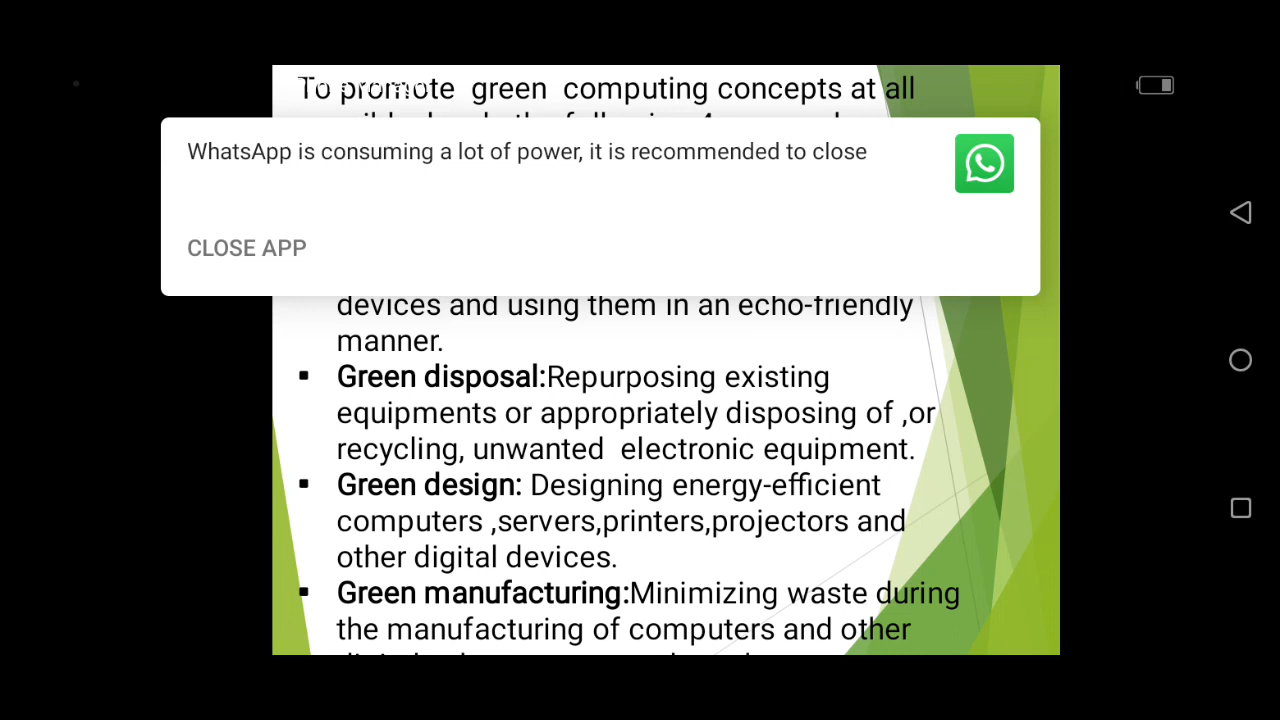 To promote green computing concepts at all
WhatsApp is consuming a lot of power, it is recommended to close
CLOSE APP
devices and using them in an echo-friendly
manner.
▪ Green disposal:Repurposing existing
equipments or appropriately disposing of ,or
recycling, unwanted electronic equipment.
▪ Green design: Designing energy-efficient
computers ,servers,printers,projectors and
other digital devices.
▪ Green manufacturing:Minimizing waste during
the manufacturing of computers and other